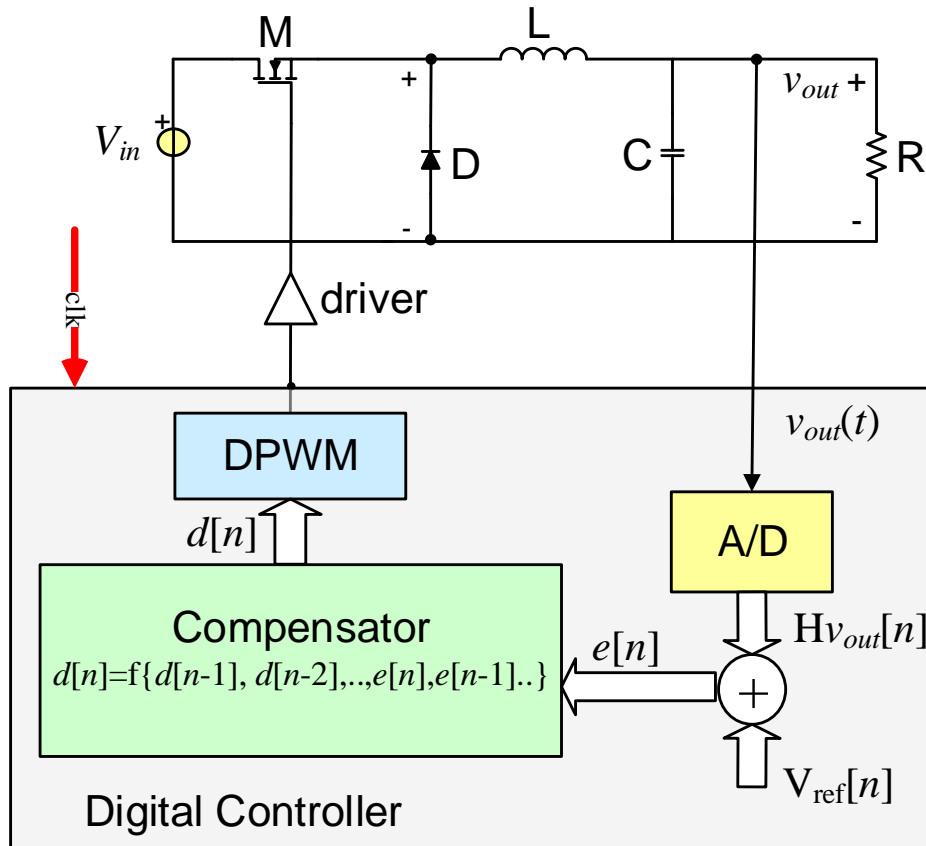 M
L
+
v_out +
V_in
+
D
C
R
-
-
clk
driver
DPWM
v_out(t)
d[n]
A/D
Compensator
d[n]=f{d[n-1], d[n-2],..,e[n],e[n-1]..}
e[n]
Hv_out[n]
+
V_ref[n]
Digital Controller